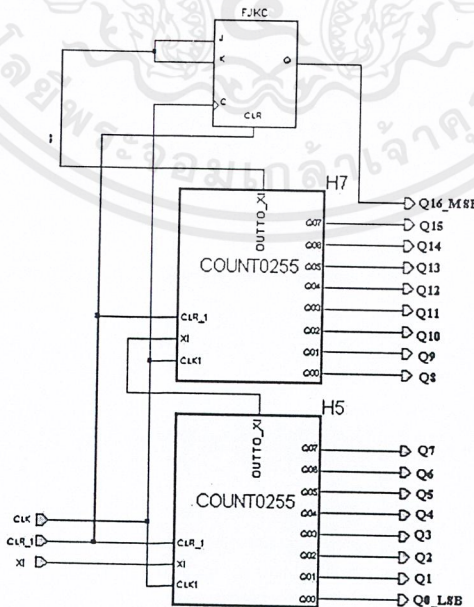 FJKC
J
K
C
Q
CLR
H7
OUTTO_XI
COUNT0255
CLR_1
XI
CLK1
Q07
Q06
Q05
Q04
Q03
Q02
Q01
Q00
Q16_MSB
Q15
Q14
Q13
Q12
Q11
Q10
Q9
Q8
H5
OUTTO_XI
COUNT0255
CLR_1
XI
CLK1
Q07
Q06
Q05
Q04
Q03
Q02
Q01
Q00
Q7
Q6
Q5
Q4
Q3
Q2
Q1
Q0_LSB
CLK
CLR_1
XI